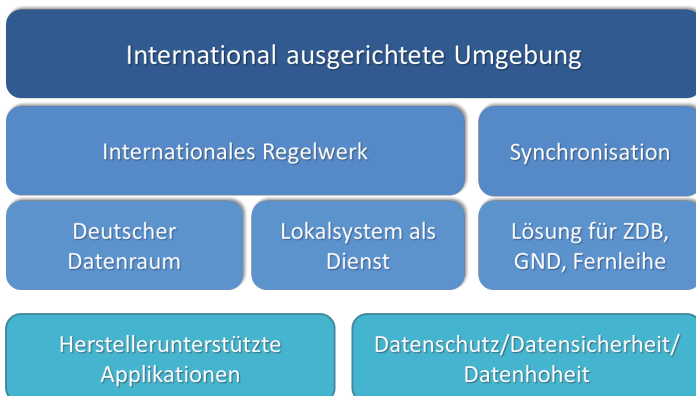 International ausgerichtete Umgebung
Internationales Regelwerk
Synchronisation
Deutscher
Datenraum
Lokalsystem als
Dienst
Lösung für ZDB,
GND, Fernleihe
Herstellerunterstützte
Applikationen
Datenschutz/Datensicherheit/
Datenhoheit